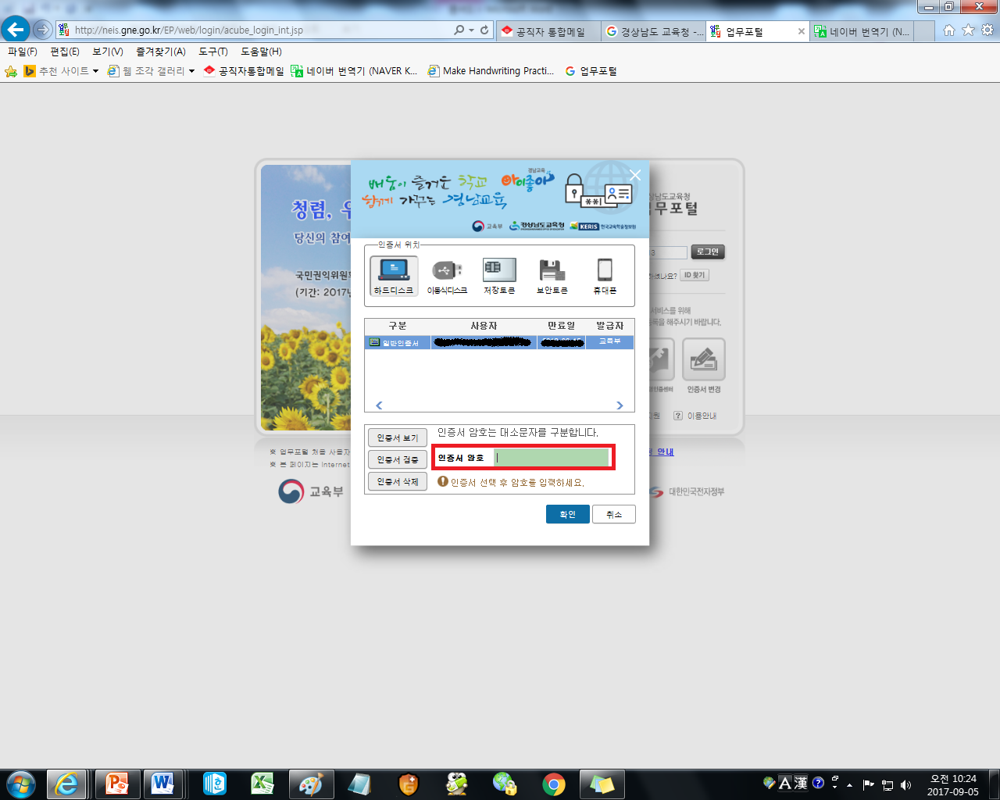 http://neis.gne.go.kr/EP/web/login/acube_login_int.jsp
공직자 통합메일
경상남도 교육청 -...
업무포털
네이버 번역기 (N...
파일(F) 편집(E) 보기(V) 즐겨찾기(A) 도구(T) 도움말(H)
추천 사이트 웹 조각 갤러리 공직자통합메일 네이버 번역기 (NAVER K... Make Handwriting Practi... 업무포털
배움이 즐거운 학교
함께 가꾸는 경남교육
경남교육
아이좋아
교육부 경상남도교육청 KERIS 한국교육학술정보원
청렴, 우
당신의 참여
국민권익위원회
(기간: 2017년
상남도교육청
무포털
3 로그인
ID 찾기
서비스를 위해
록을 해주시기 바랍니다.
인증센터 인증서 변경
지원 이용안내
인증서 위치
하드디스크 이동식디스크 저장토큰 보안토큰 휴대폰
구분 사용자 만료일 발급자
일반인증서 교육부
인증서 보기
인증서 검증
인증서 삭제
인증서 암호는 대소문자를 구분합니다.
인증서 암호
인증서 선택 후 암호을 입력하세요.
확인 취소
※ 업무포털 처음 사용자
※ 본 페이지는 Internet
안내
교육부
대한민국전자정부
A 漢
오전 10:24
2017-09-05